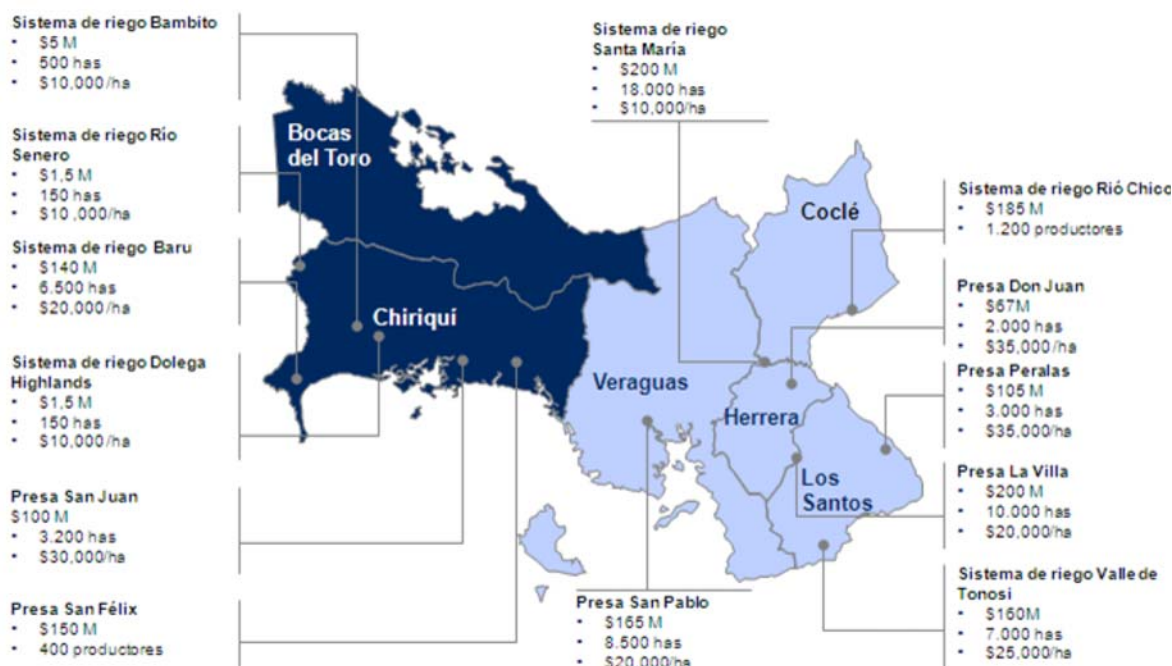 Sistema de riego Bambito
• $5 M
• 500 has
• $10,000/ha
Sistema de riego Río
Senero
• $1,5 M
• 150 has
• $10 ,000/ha
Sistema de riego Baru
• $140 M
• 6.500 has
• $20,000/ha
Sistema de riego Dolega
Highlands
• $1,5 M
• 150 has
• $10,000/ha
Presa San Juan
$100 M
• 3.200 has
• $30,000/ha
Presa San Félix
• $150 M
• 400 productores
Sistema de riego
Santa María
• $200 M
• 18.000 has
• $10,000/ha
Bocas
del Toro
Chiriquí
Veraguas
Coclé
Herrera
Los
Santos
Presa San Pablo
• $165 M
• 8.500 has
• $20,000/ha
Sistema de riego Rió Chico
• $185 M
• 1.200 productores
Presa Don Juan
• $67M
• 2.000 has
• $35,000/ha
Presa Peralas
• $105 M
• 3.000 has
• $35,000/ha
Presa La Villa
• $200 M
• 10.000 has
• $20,000/ha
Sistema de riego Valle de
Tonosi
• $160M
• 7.000 has
• $25,000/ha